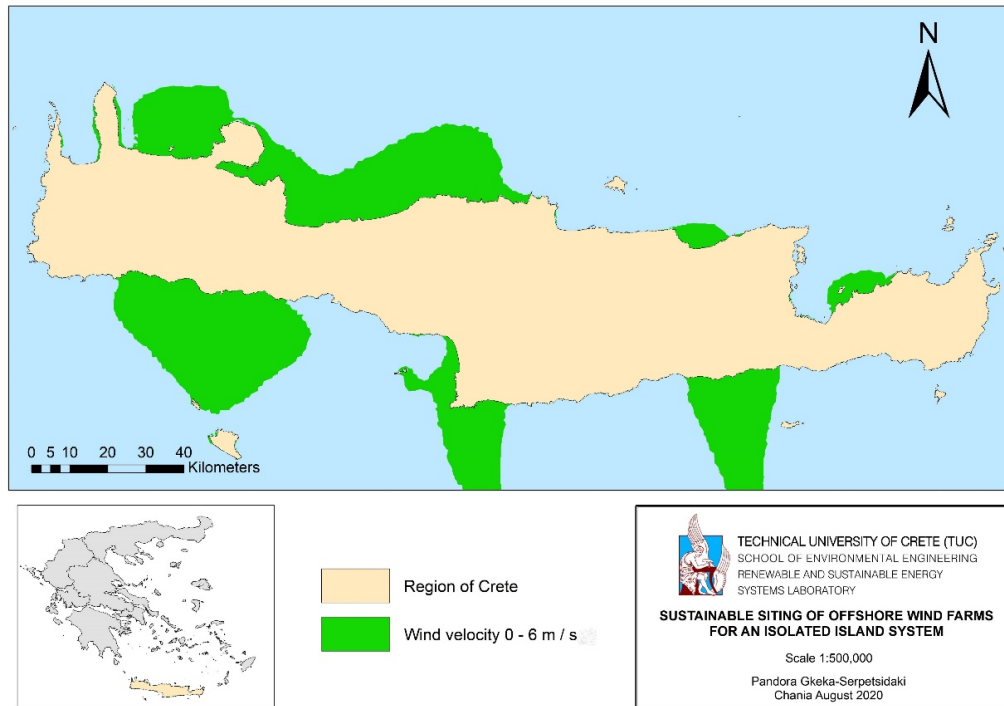 N
0 5 10 20 30 40
Kilometers
Region of Crete
Wind velocity 0 - 6 m / s
TECHNICAL UNIVERSITY OF CRETE (TUC)
SCHOOL OF ENVIRONMENTAL ENGINEERING
RENEWABLE AND SUSTAINABLE ENERGY
SYSTEMS LABORATORY
SUSTAINABLE SITING OF OFFSHORE WIND FARMS
FOR AN ISOLATED ISLAND SYSTEM
Scale 1:500,000
Pandora Gkeka-Serpetsidaki
Chania August 2020